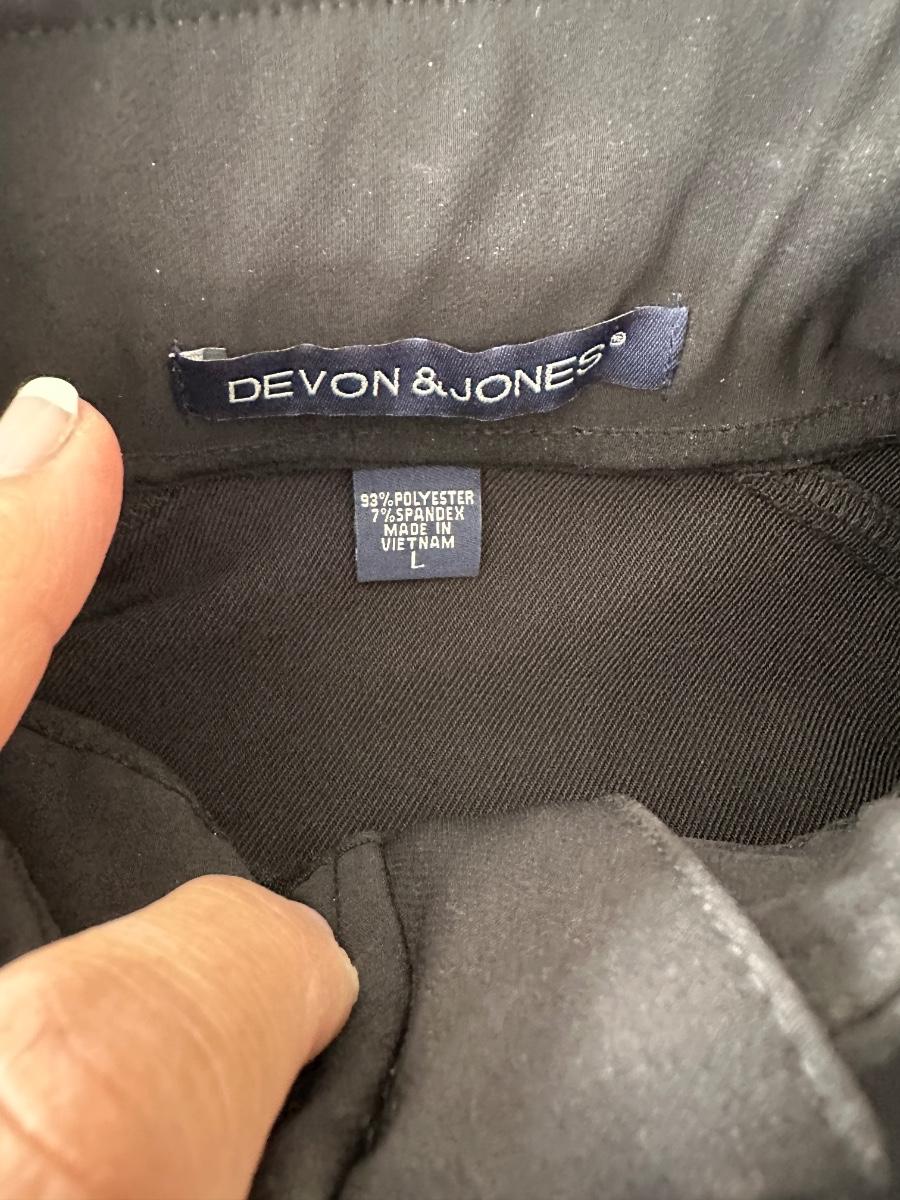 DEVON & JONES®
93%POLYESTER
7%SPANDEX
MADE IN
VIETNAM
L